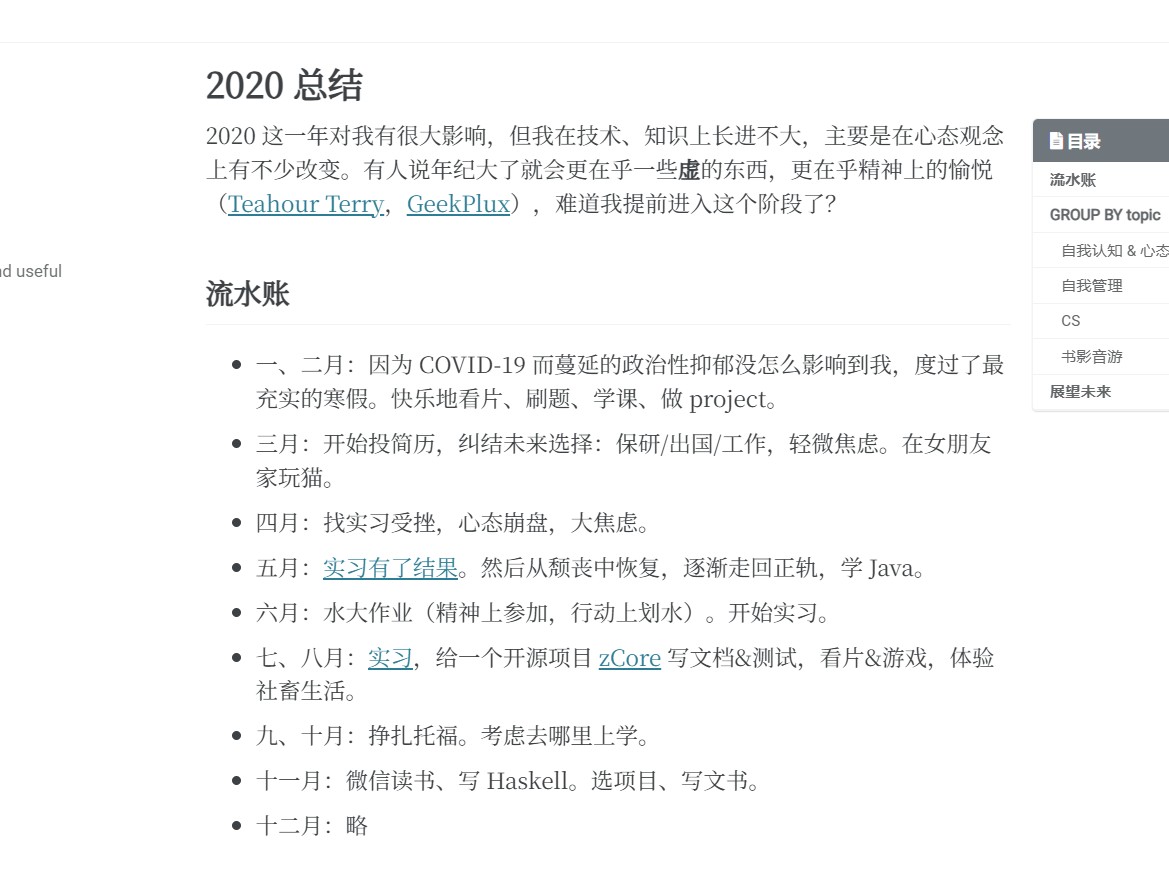 2020 总结
2020 这一年对我有很大影响，但我在技术、知识上长进不大，主要是在心态观念
上有不少改变。有人说年纪大了就会更在乎一些虚的东西，更在乎精神上的愉悦
（Teahour Terry，GeekPlux），难道我提前进入这个阶段了？
nd useful
流水账
一、二月：因为 COVID-19 而蔓延的政治性抑郁没怎么影响到我，度过了最
充实的寒假。快乐地看片、刷题、学课、做 project。
三月：开始投简历，纠结未来选择：保研/出国/工作，轻微焦虑。在女朋友
家玩猫。
四月：找实习受挫，心态崩盘，大焦虑。
五月：实习有了结果。然后从颓丧中恢复，逐渐走回正轨，学 Java。
六月：水大作业（精神上参加，行动上划水）。开始实习。
七、八月：实习，给一个开源项目 zCore 写文档&测试，看片&游戏，体验
社畜生活。
九、十月：挣扎托福。考虑去哪里上学。
十一月：微信读书、写 Haskell。选项目、写文书。
十二月：略
目录
流水账
GROUP BY topic
自我认知 & 心态
自我管理
CS
书影音游
展望未来